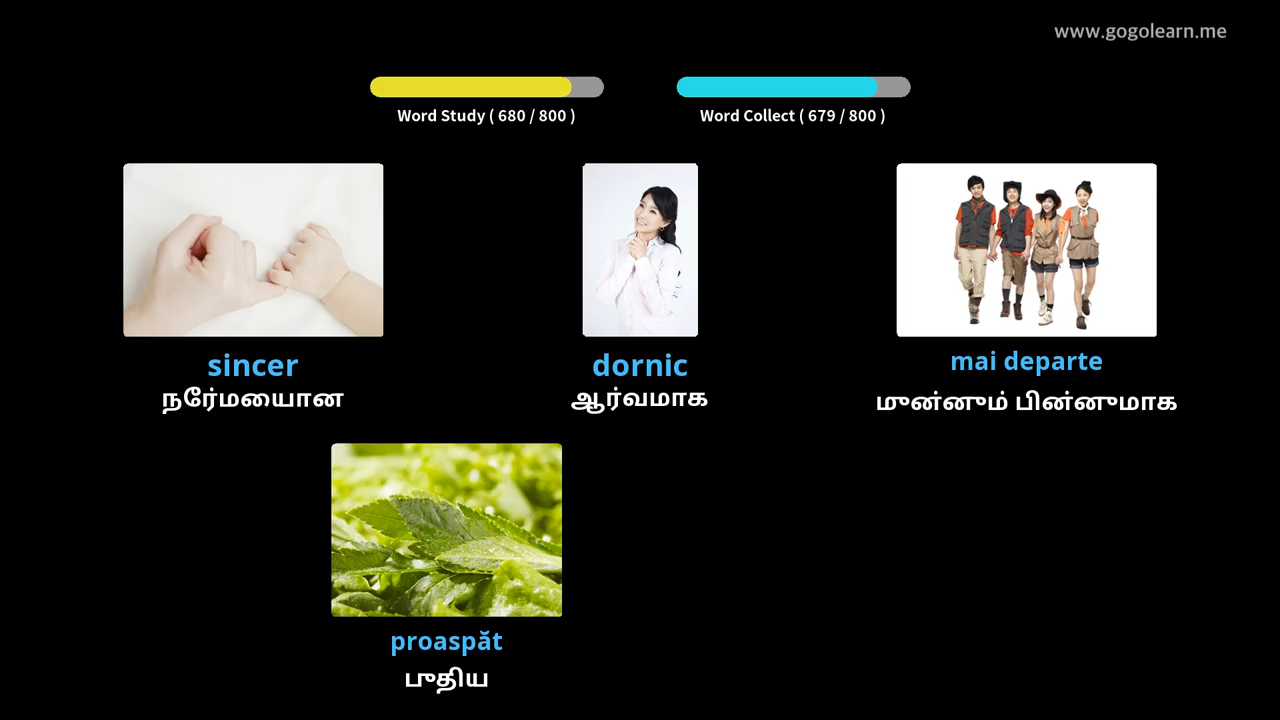 www.gogolearn.me
Word Study ( 680 / 800 )
Word Collect ( 679 / 800 )
sincer
நேர்மையான
dornic
ஆர்வமாக
mai departe
முன்னும் பின்னுமாக
proaspăt
புதிய